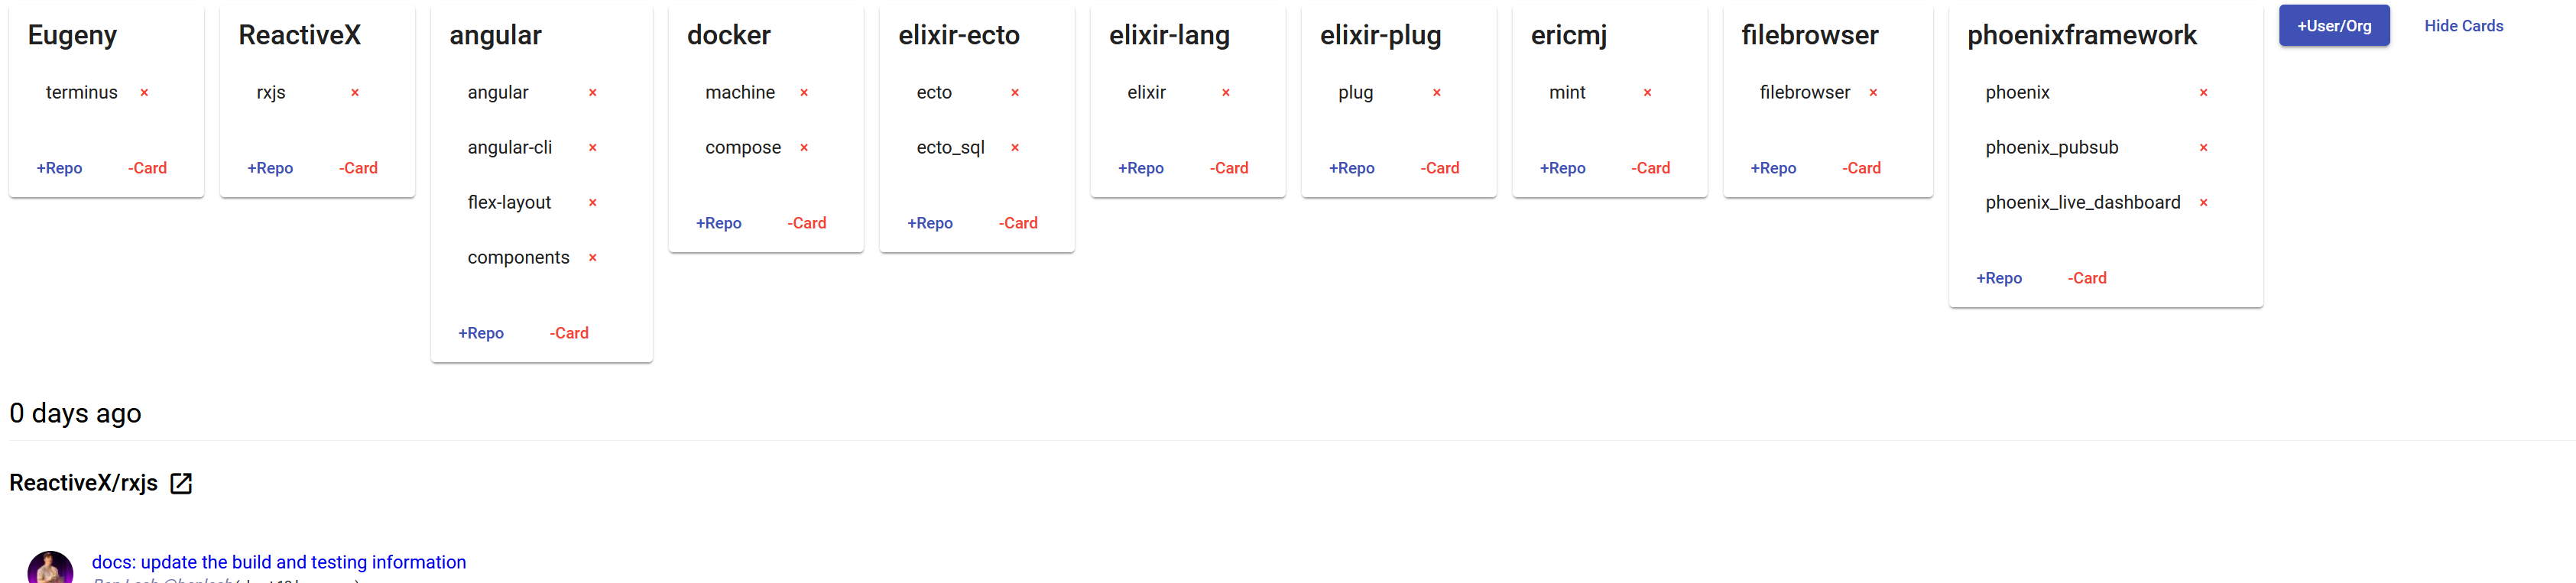 Eugeny
terminus ×
+Repo -Card
ReactiveX
rxjs ×
+Repo -Card
angular
angular ×
angular-cli ×
flex-layout ×
components ×
+Repo -Card
docker
machine ×
compose ×
+Repo -Card
elixir-ecto
ecto ×
ecto_sql ×
+Repo -Card
elixir-lang
elixir ×
+Repo -Card
elixir-plug
plug ×
+Repo -Card
ericmj
mint ×
+Repo -Card
filebrowser
filebrowser ×
+Repo -Card
phoenixframework
phoenix ×
phoenix_pubsub ×
phoenix_live_dashboard ×
+Repo -Card
+User/Org Hide Cards
0 days ago
ReactiveX/rxjs
docs: update the build and testing information